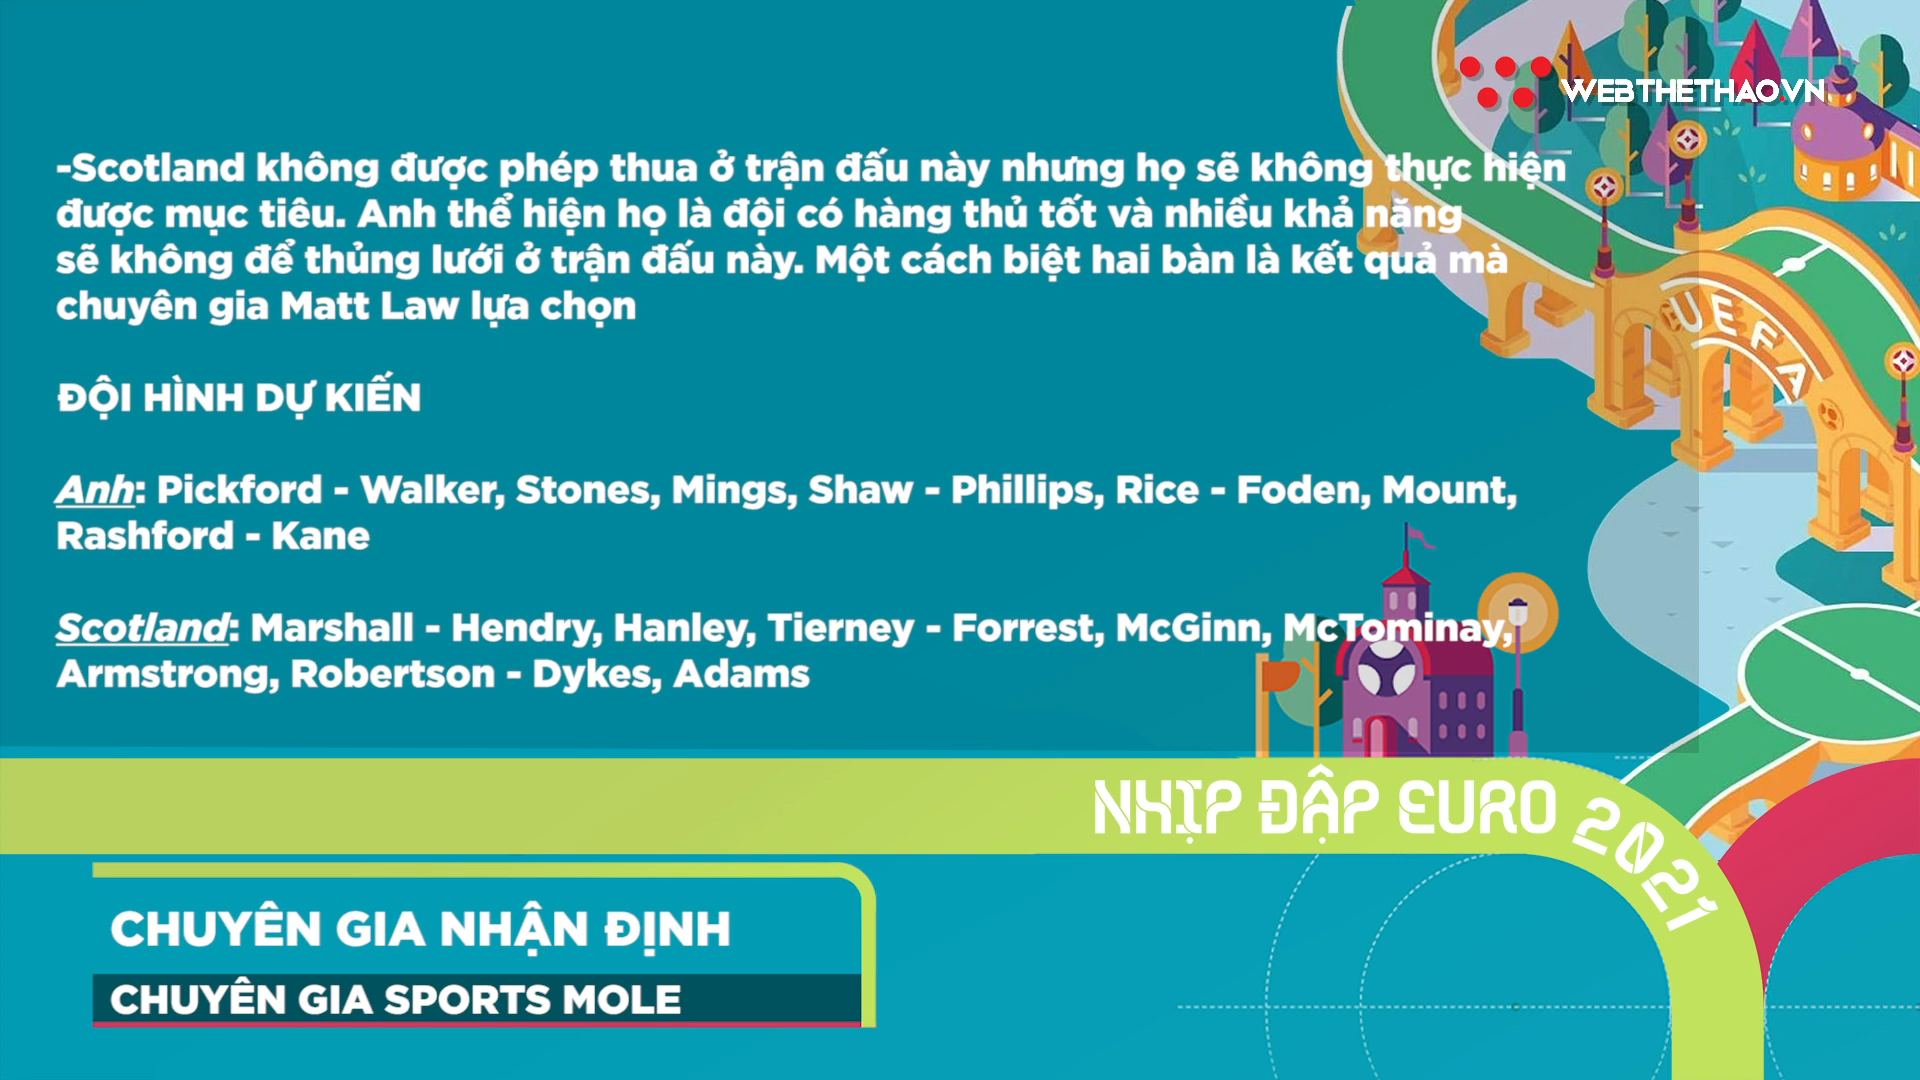 WEBTHETHAO.VN
-Scotland không được phép thua ở trận đấu này nhưng họ sẽ không thực hiện
được mục tiêu. Anh thể hiện họ là đội có hàng thủ tốt và nhiều khả năng
sẽ không để thủng lưới ở trận đấu này. Một cách biệt hai bàn là kết quả mà
chuyên gia Matt Law lựa chọn
UEFA
ĐỘI HÌNH DỰ KIẾN
Anh: Pickford - Walker, Stones, Mings, Shaw - Phillips, Rice - Foden, Mount,
Rashford - Kane
Scotland: Marshall - Hendry, Hanley, Tierney - Forrest, McGinn, McTominay,
Armstrong, Robertson - Dykes, Adams
NHỊP ĐẬP EURO 2021
CHUYÊN GIA NHẬN ĐỊNH
CHUYÊN GIA SPORTS MOLE